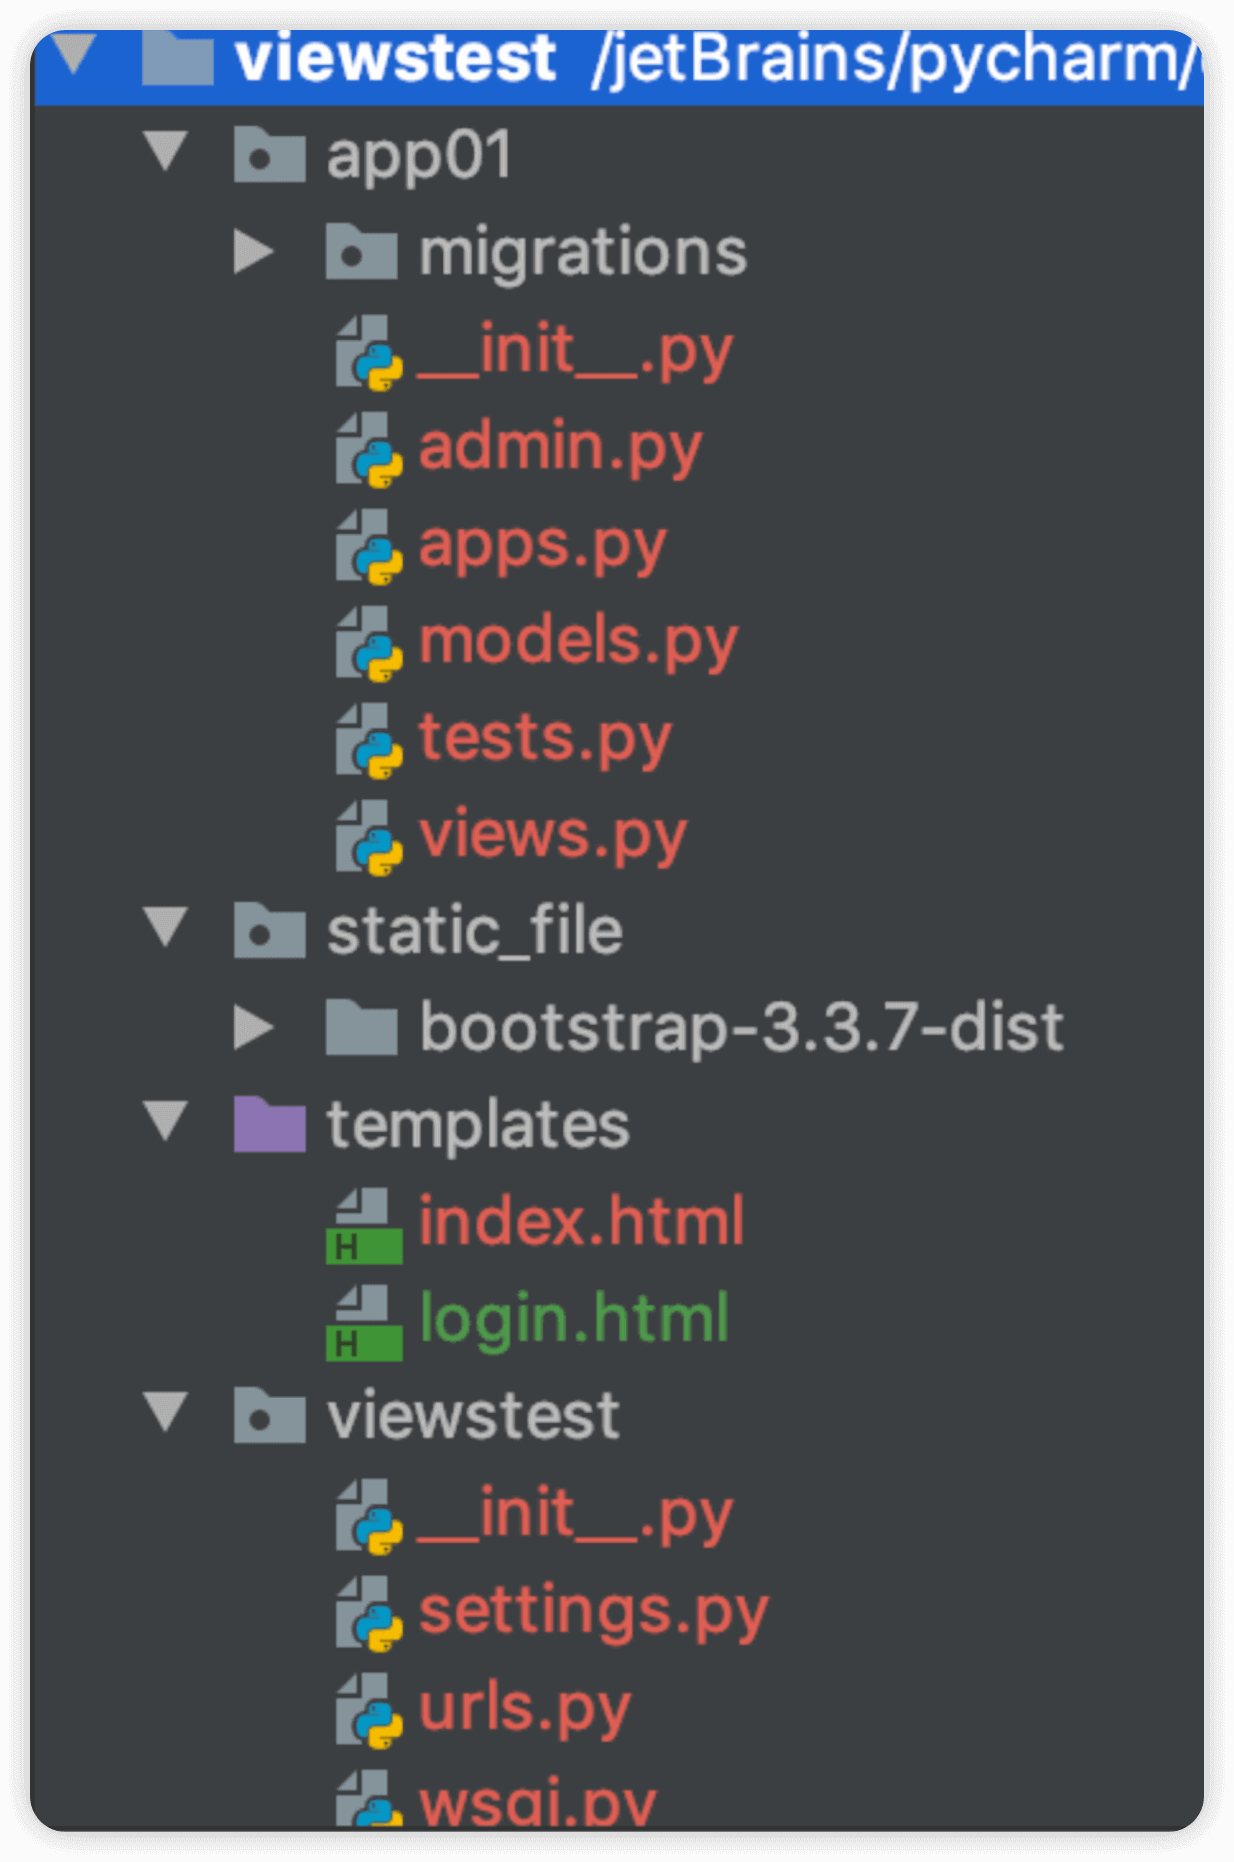 viewstest /jetBrains/pycharm/
app01
migrations
__init__.py
admin.py
apps.py
models.py
tests.py
views.py
static_file
bootstrap-3.3.7-dist
templates
H index.html
H login.html
viewstest
__init__.py
settings.py
urls.py
wsgi.py